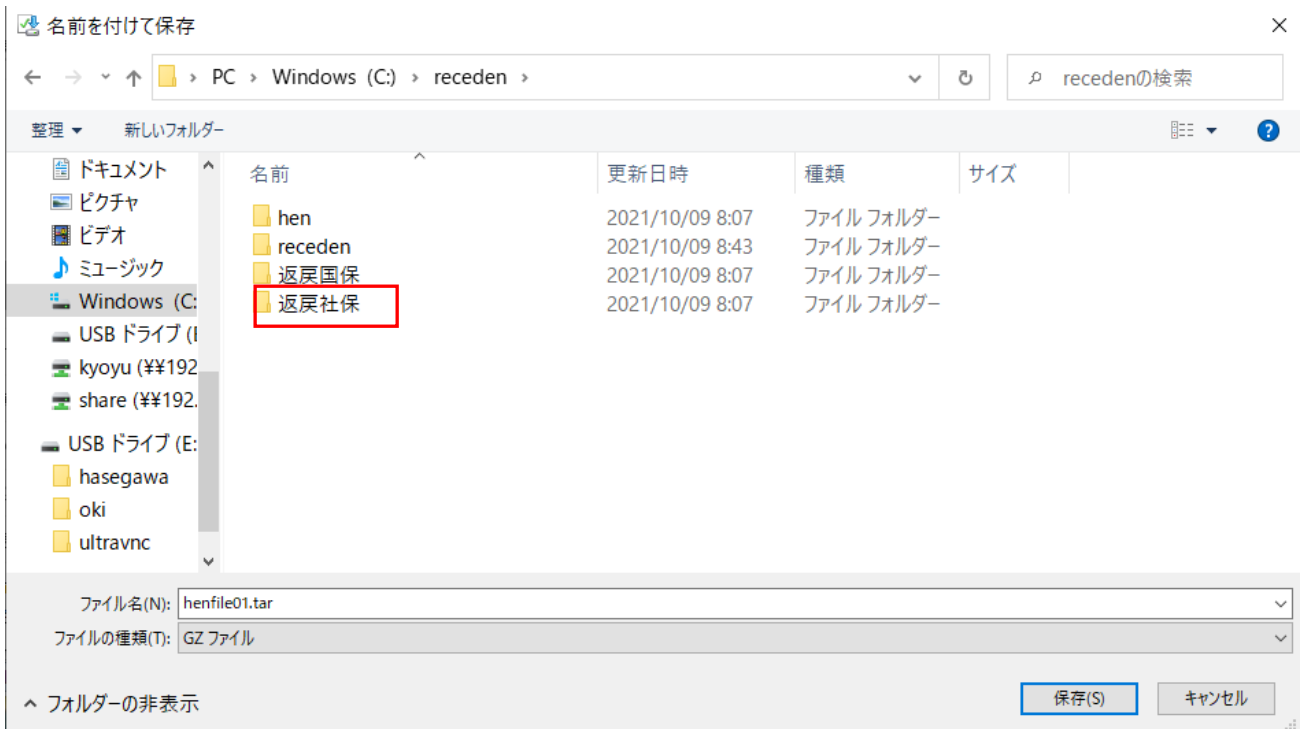 名前を付けて保存
PC › Windows (C:) › receden ›
recedenの検索
整理 新しいフォルダー
ドキュメント
ピクチャ
ビデオ
ミュージック
Windows (C:
USB ドライブ (
kyoyu (¥¥192
share (¥¥192.
USB ドライブ (E:
hasegawa
oki
ultravnc
名前 更新日時 種類 サイズ
hen 2021/10/09 8:07 ファイル フォルダー
receden 2021/10/09 8:43 ファイル フォルダー
返戻国保 2021/10/09 8:07 ファイル フォルダー
返戻社保 2021/10/09 8:07 ファイル フォルダー
ファイル名(N): henfile01.tar
ファイルの種類(T): GZ ファイル
フォルダーの非表示
保存(S) キャンセル